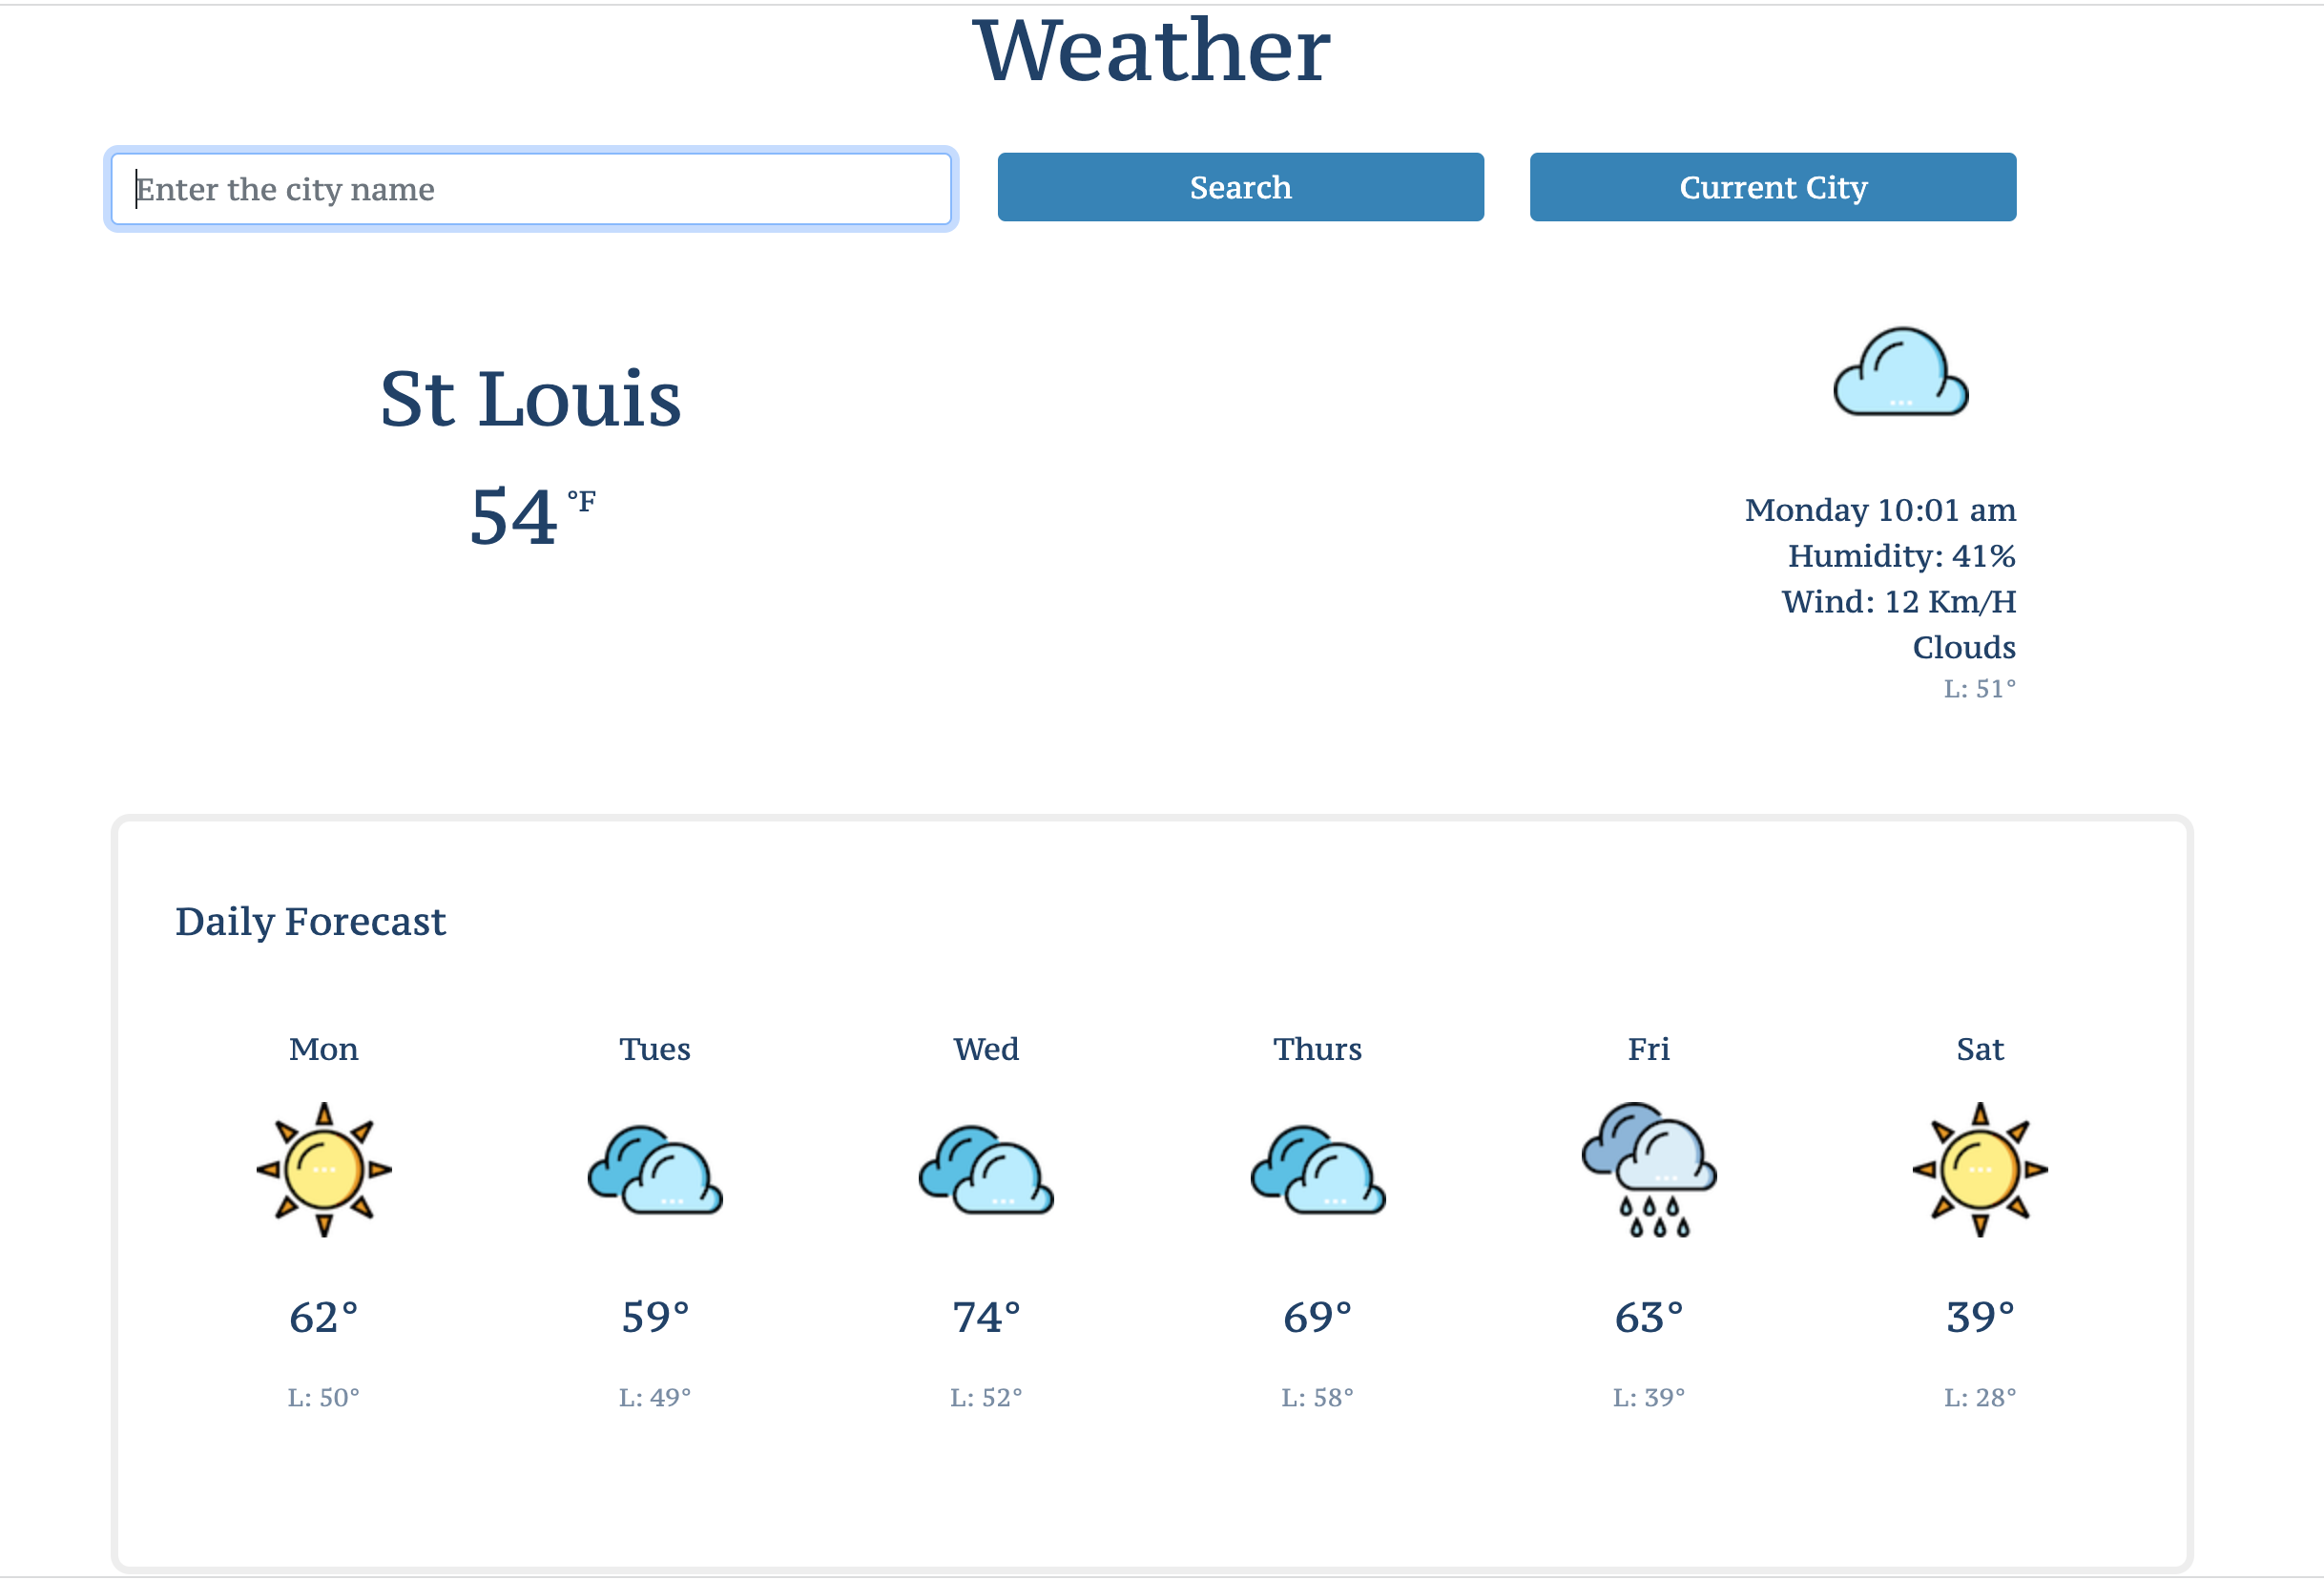 Weather
Enter the city name
Search
Current City
St Louis
54 °F
Monday 10:01 am
Humidity: 41%
Wind: 12 Km/H
Clouds
L: 51°
Daily Forecast
Mon Tues Wed Thurs Fri Sat
62° 59° 74° 69° 63° 39°
L: 50° L: 49° L: 52° L: 58° L: 39° L: 28°